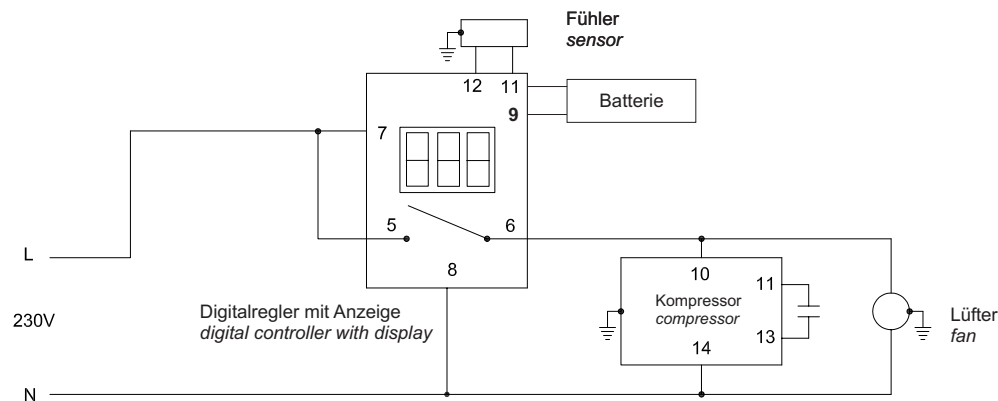 Fühler
sensor
12 11
9
Batterie
7
5 6
8
L
230V
N
Digitalregler mit Anzeige
digital controller with display
10
11
Kompressor
compressor
13
14
Lüfter
fan